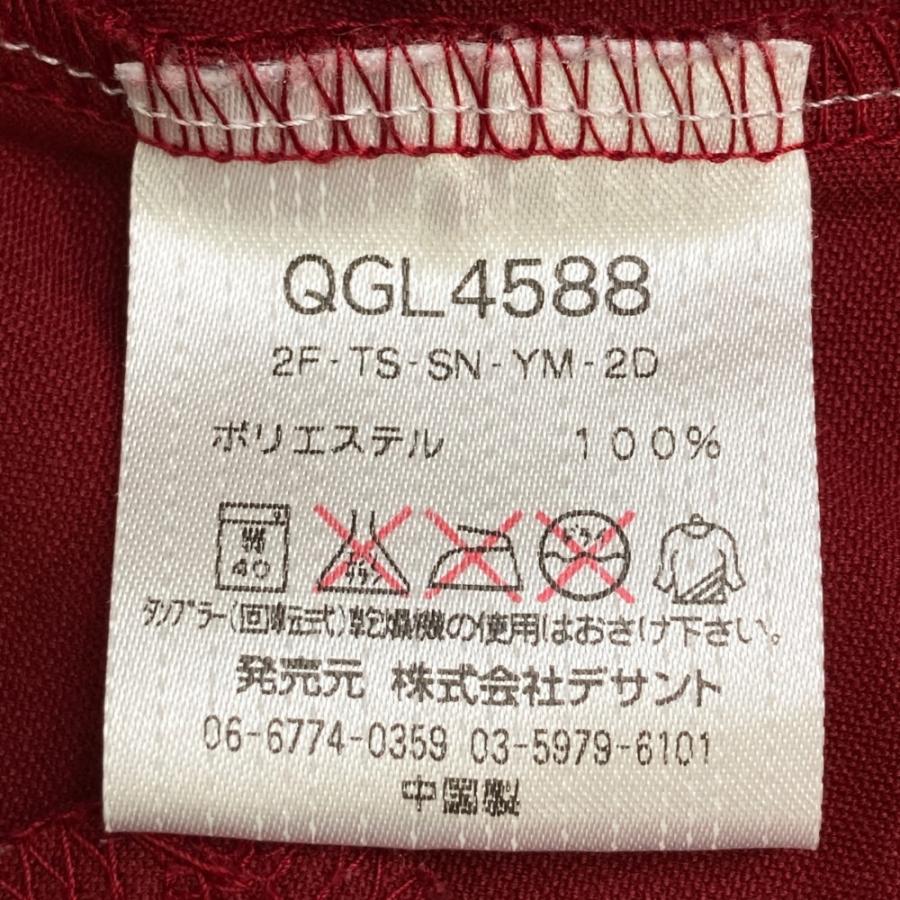 QGL4588
2F-TS-SN-YM-2D
ポリエステル 100%
40
タンブラー(回転式)乾燥機の使用はおさけ下さい。
発売元 株式会社デサント
06-6774-0359 03-5979-6101
中国製